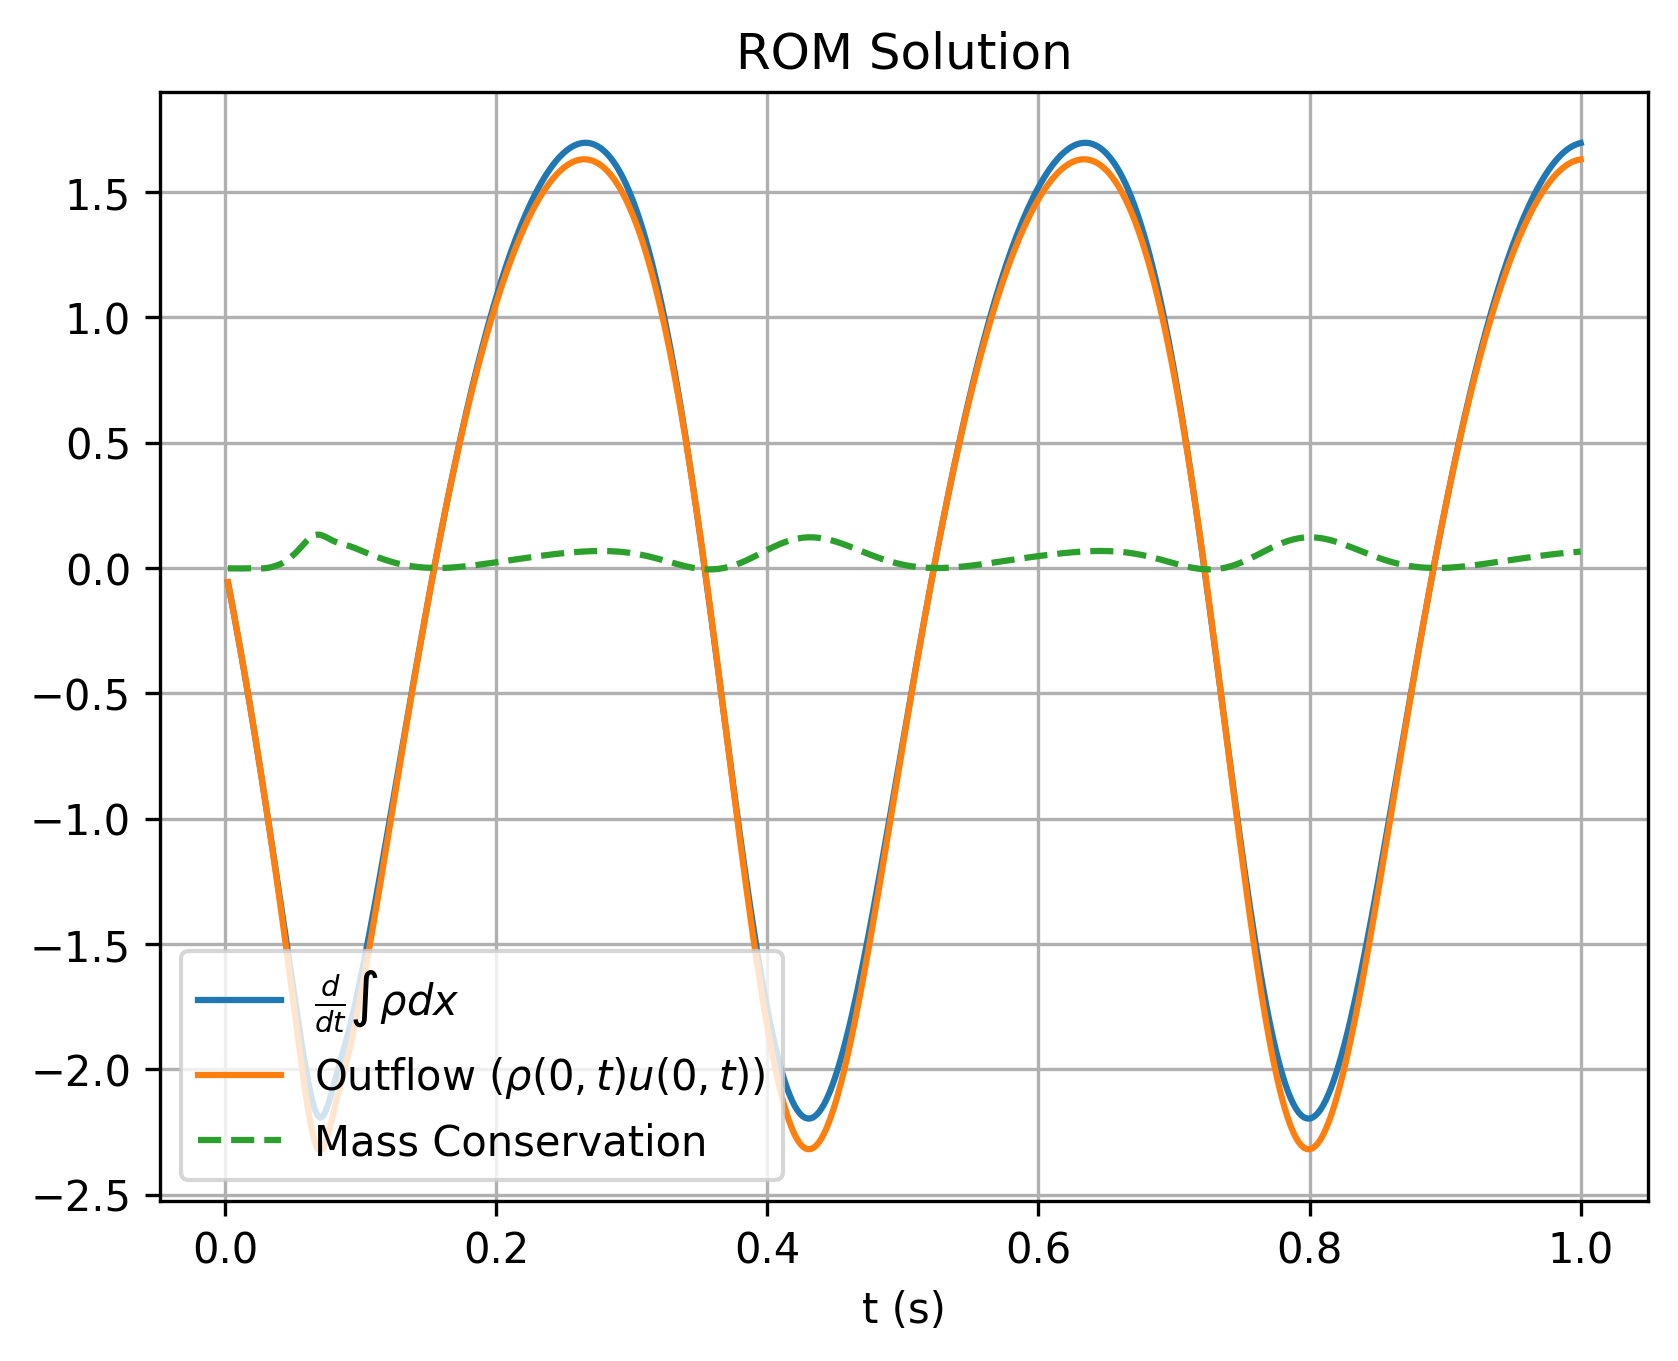 ROM Solution
1.5
1.0
0.5
0.0
−0.5
−1.0
−1.5
−2.0
−2.5
d/dt ∫ρdx
Outflow (ρ(0, t)u(0, t))
Mass Conservation
0.0 0.2 0.4 0.6 0.8 1.0
t (s)